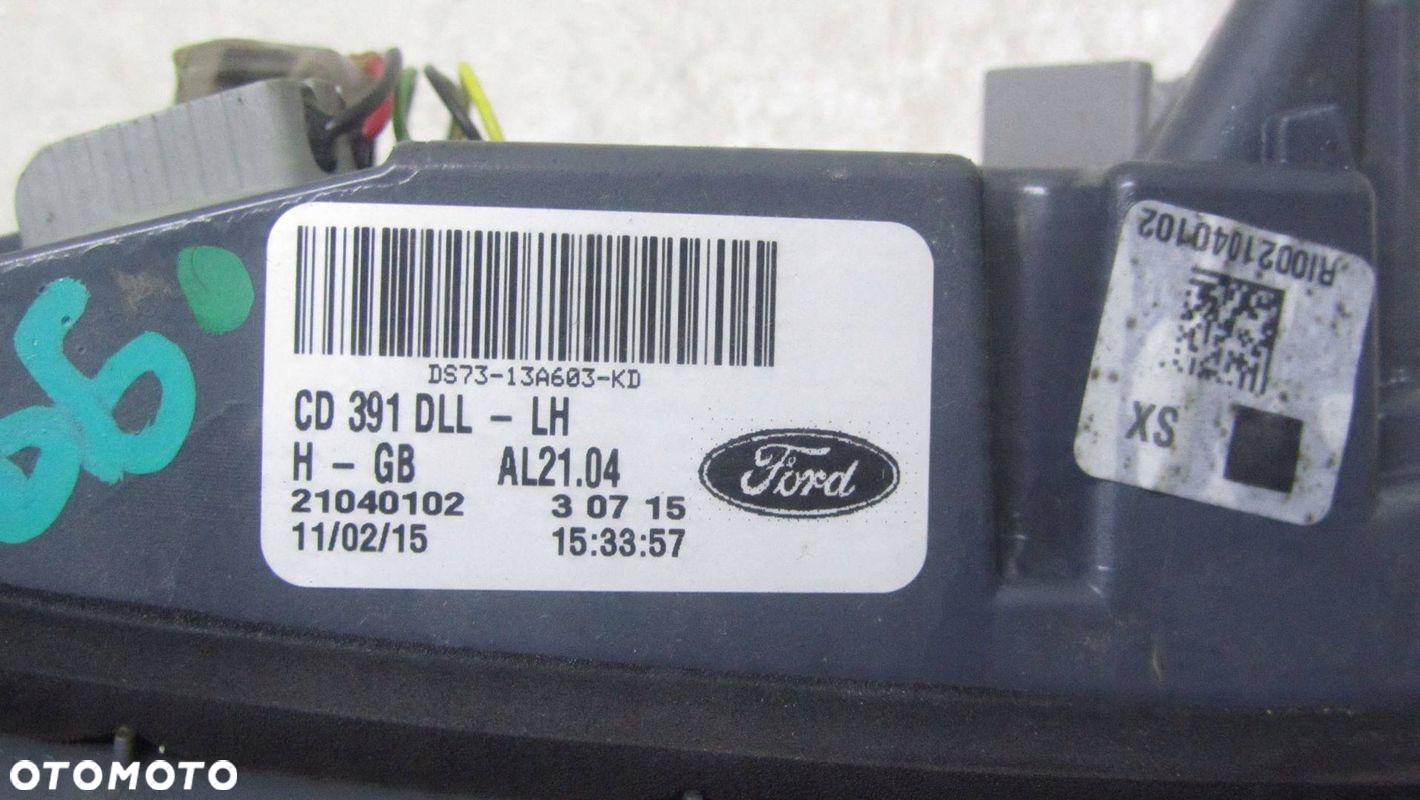 DS73-13A603-KD
CD 391 DLL - LH
H - GB AL21.04
21040102 3 07 15
11/02/15 15:33:57
Ford
RI0021040102
SX
OTOMOTO